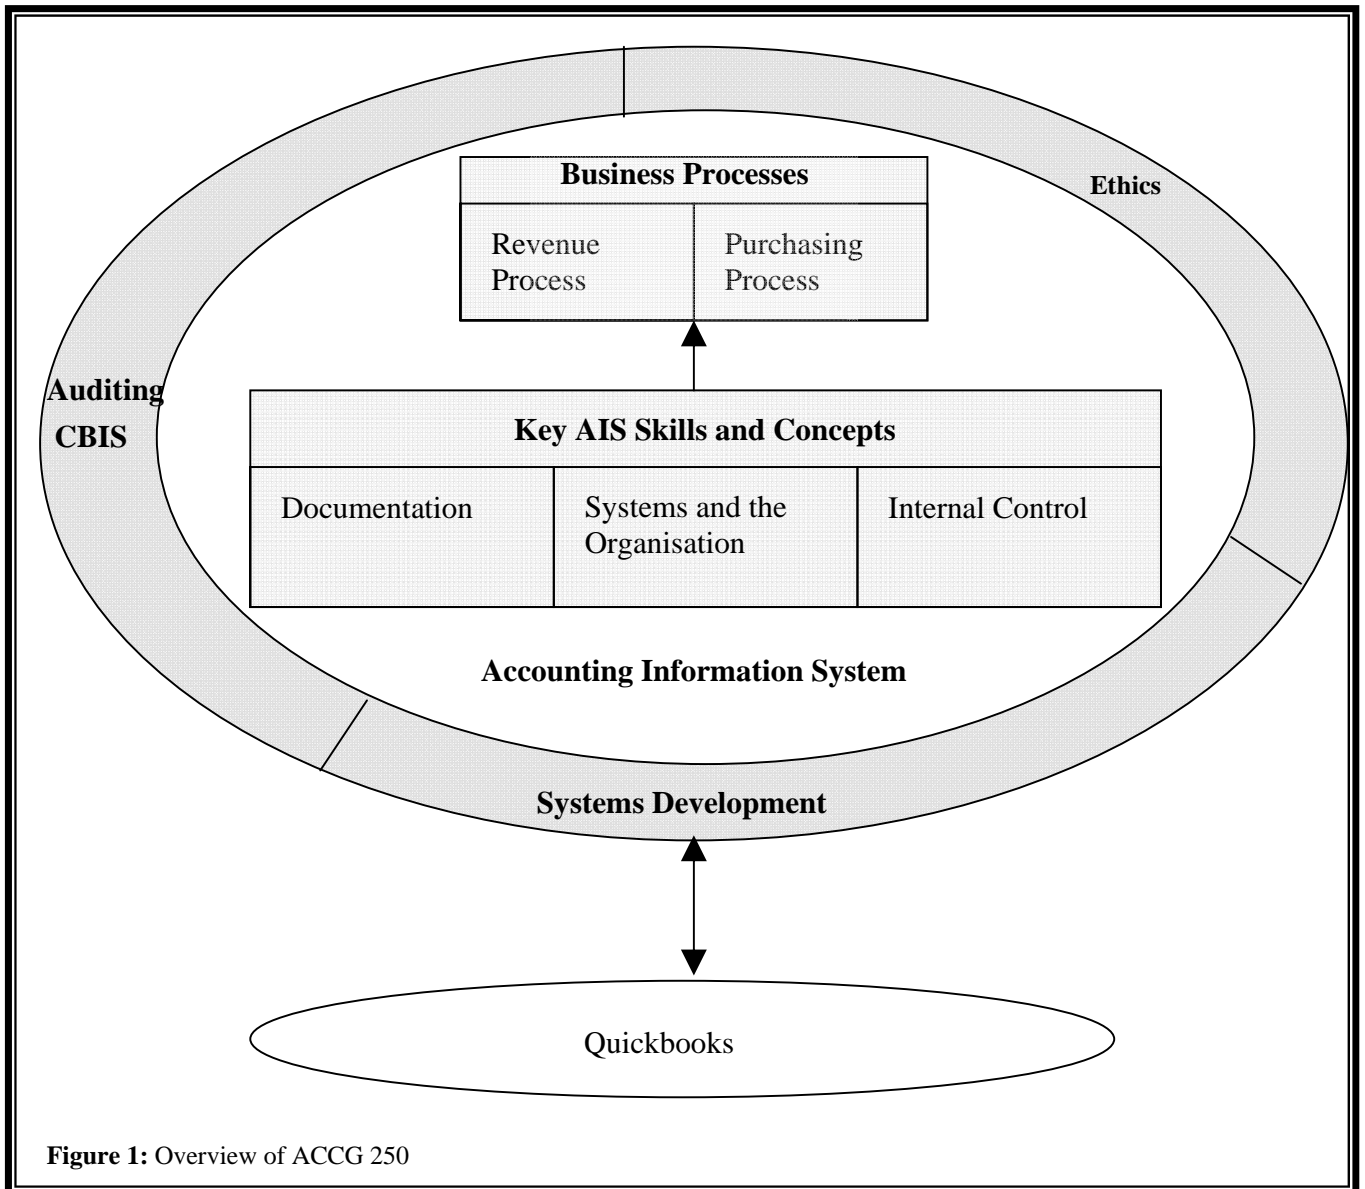 Business Processes
Ethics
Revenue
Process
Purchasing
Process
Auditing
CBIS
Key AIS Skills and Concepts
Documentation
Systems and the
Organisation
Internal Control
Accounting Information System
Systems Development
Quickbooks
Figure 1: Overview of ACCG 250